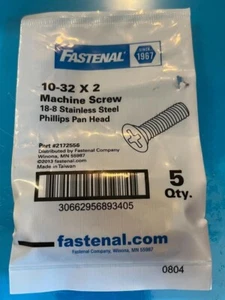 FASTENAL®
SINCE
1967
10-32 X 2
Machine Screw
18-8 Stainless Steel
Phillips Pan Head
Part #2172556
Distributed by Fastenal Company
Winona, MN 55987
©2013 Fastenal Company
Made in Taiwan
5
Qty.
30662956893405
fastenal.com
Fastenal Company, Winona, MN 55987
0804